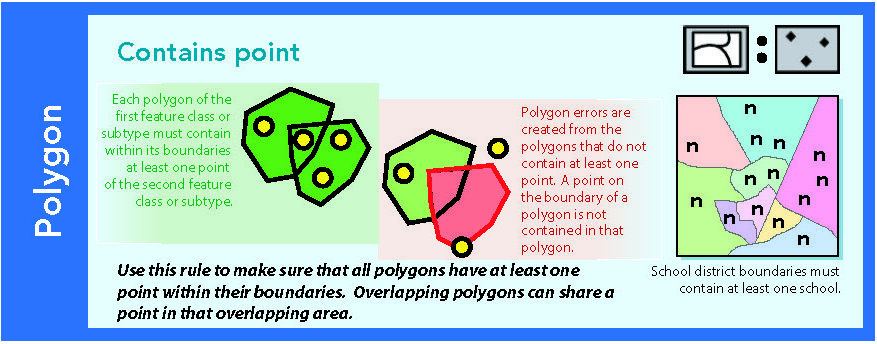 Polygon
Contains point
Each polygon of the
first feature class or
subtype must contain
within its boundaries
at least one point
of the second feature
class or subtype.
Polygon errors are
created from the
polygons that do not
contain at least one
point. A point on
the boundary of a
polygon is not
contained in that
polygon.
Use this rule to make sure that all polygons have at least one
point within their boundaries. Overlapping polygons can share a
point in that overlapping area.
n
n
n
n
n
n
n
n
n
n
n
n
n
School district boundaries must
contain at least one school.